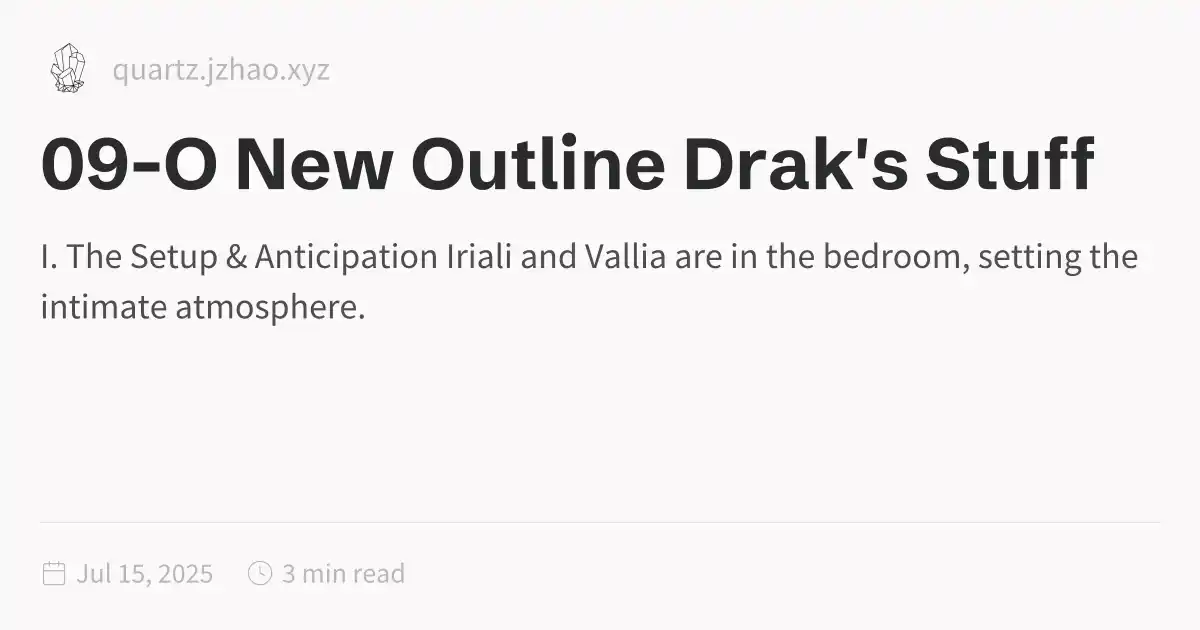 quartz.jzhao.xyz
09-O New Outline Drak's Stuff
I. The Setup & Anticipation Iriali and Vallia are in the bedroom, setting the
intimate atmosphere.
Jul 15, 2025 3 min read